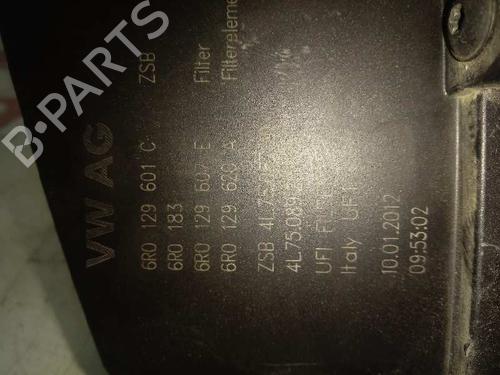 VW AG
6R0 129 601 C ZSB
6R0 183
6R0 129 607 E Filter
6R0 129 620 A Filterelement
ZSB
UFI
Italy UFI
10.01.2012
09:53:02
B-PARTS